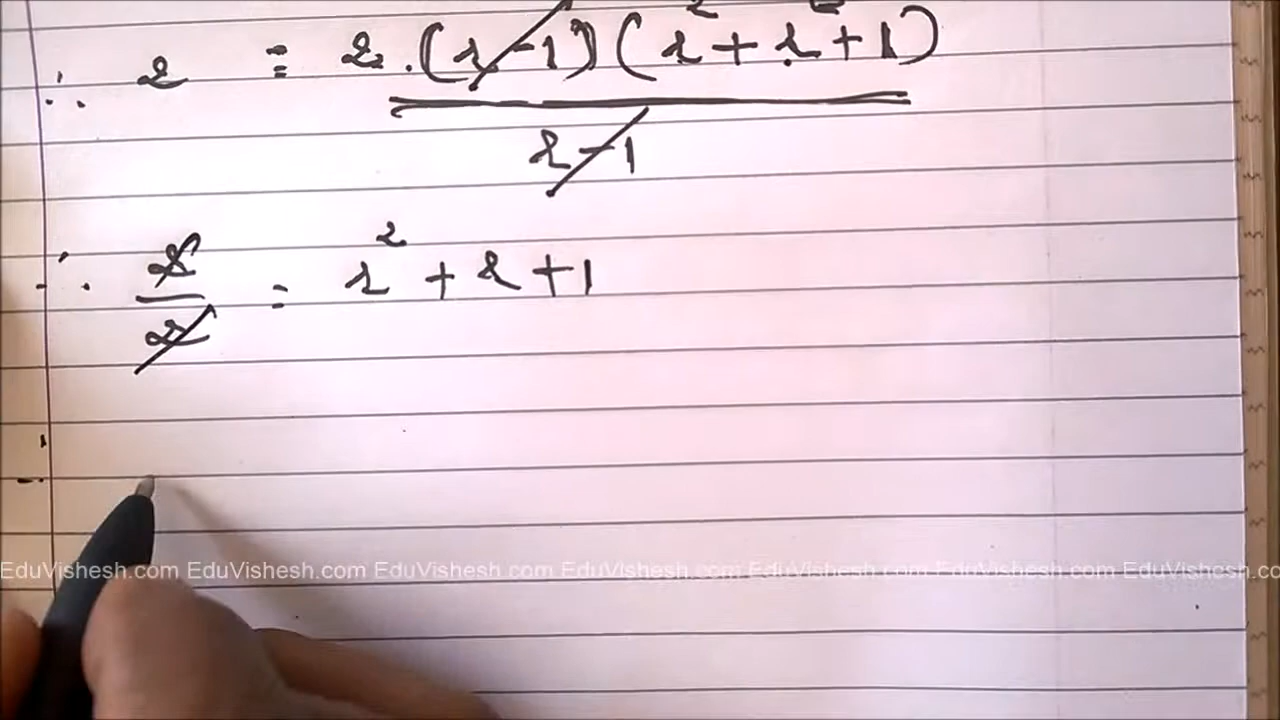 ∴ 2 = 2.(r-1)(r²+r+1)
r-1
∴ 2/2 = r²+r+1
∴
EduVishesh.com EduVishesh.com EduVishesh.com EduVishesh.com EduVishesh.com EduVishesh.com EduVishesh.co